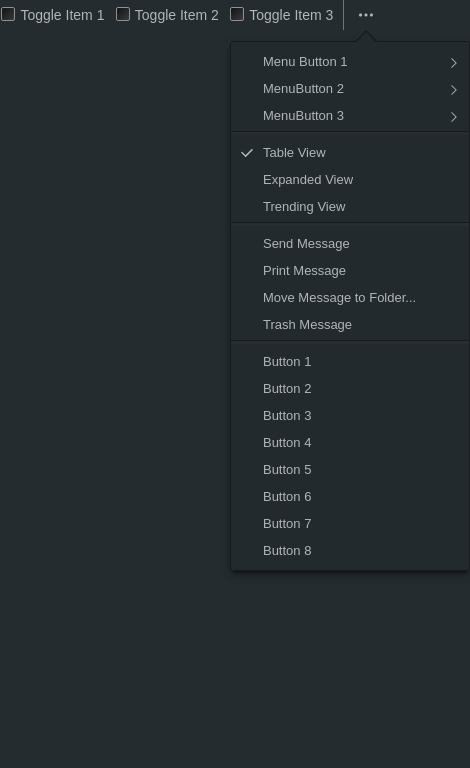 Toggle Item 1 Toggle Item 2 Toggle Item 3
Menu Button 1
MenuButton 2
MenuButton 3
Table View
Expanded View
Trending View
Send Message
Print Message
Move Message to Folder...
Trash Message
Button 1
Button 2
Button 3
Button 4
Button 5
Button 6
Button 7
Button 8